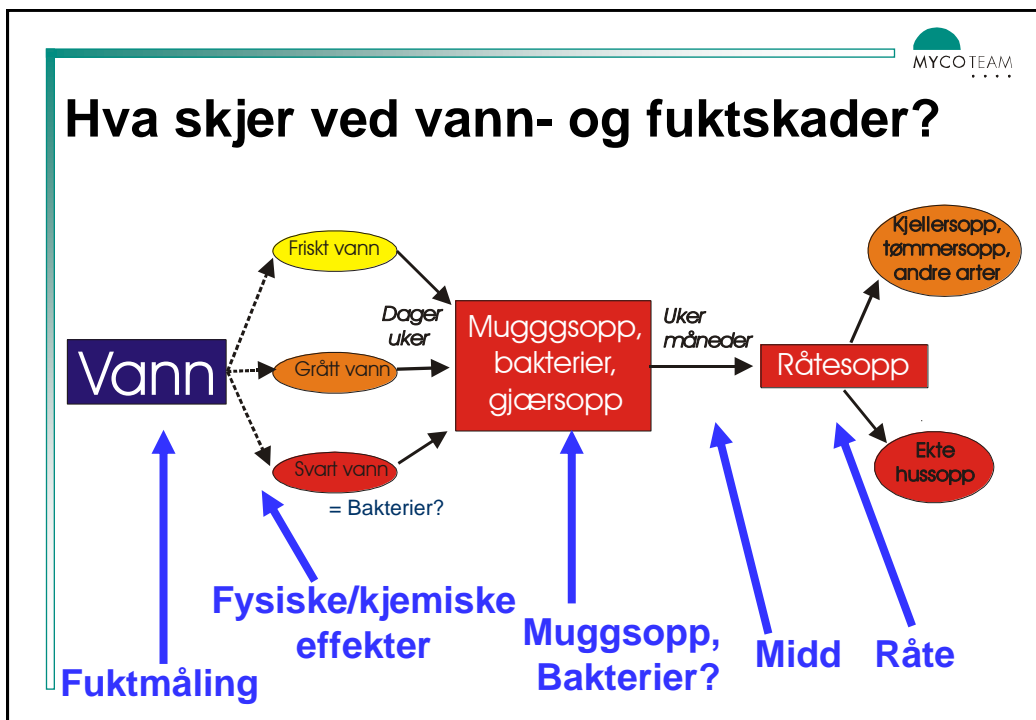 MYCOTEAM
Hva skjer ved vann- og fuktskader?
Vann
Friskt vann
Grått vann
Svart vann
= Bakterier?
Dager
uker
Mugggsopp,
bakterier,
gjærsopp
Uker
måneder
Råtesopp
Kjellersopp,
tømmersopp,
andre arter
Ekte
hussopp
Fuktmåling
Fysiske/kjemiske
effekter
Muggsopp,
Bakterier?
Midd
Råte